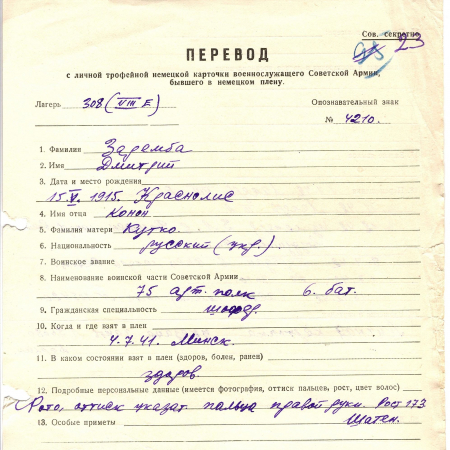 Сов. секретно
23
ПЕРЕВОД
с личной трофейной немецкой карточки военнослужащего Советской Армии,
бывшего в немецком плену.
Лагерь 308 (VIII E) Опознавательный знак
№ 4210.
1. Фамилия Задемба
2. Имя Дмитрий
3. Дата и место рождения
15.V.1915. Краснолис
4. Имя отца Конон
5. Фамилия матери Кутко
6. Национальность русский (укр).
7. Воинское звание
8. Наименование воинской части Советской Армии
75 арт. полк 6. бат.
9. Гражданская специальность шофер.
10. Когда и где взят в плен
4.7.41. Минск.
11. В каком состоянии взят в плен (здоров, болен, ранен)
здоров.
12. Подробные персональные данные (имеется фотография, оттиск пальцев, рост, цвет волос)
Фото, оттиск указат. пальца правой руки. Рост 173
13. Особые приметы Шатен.